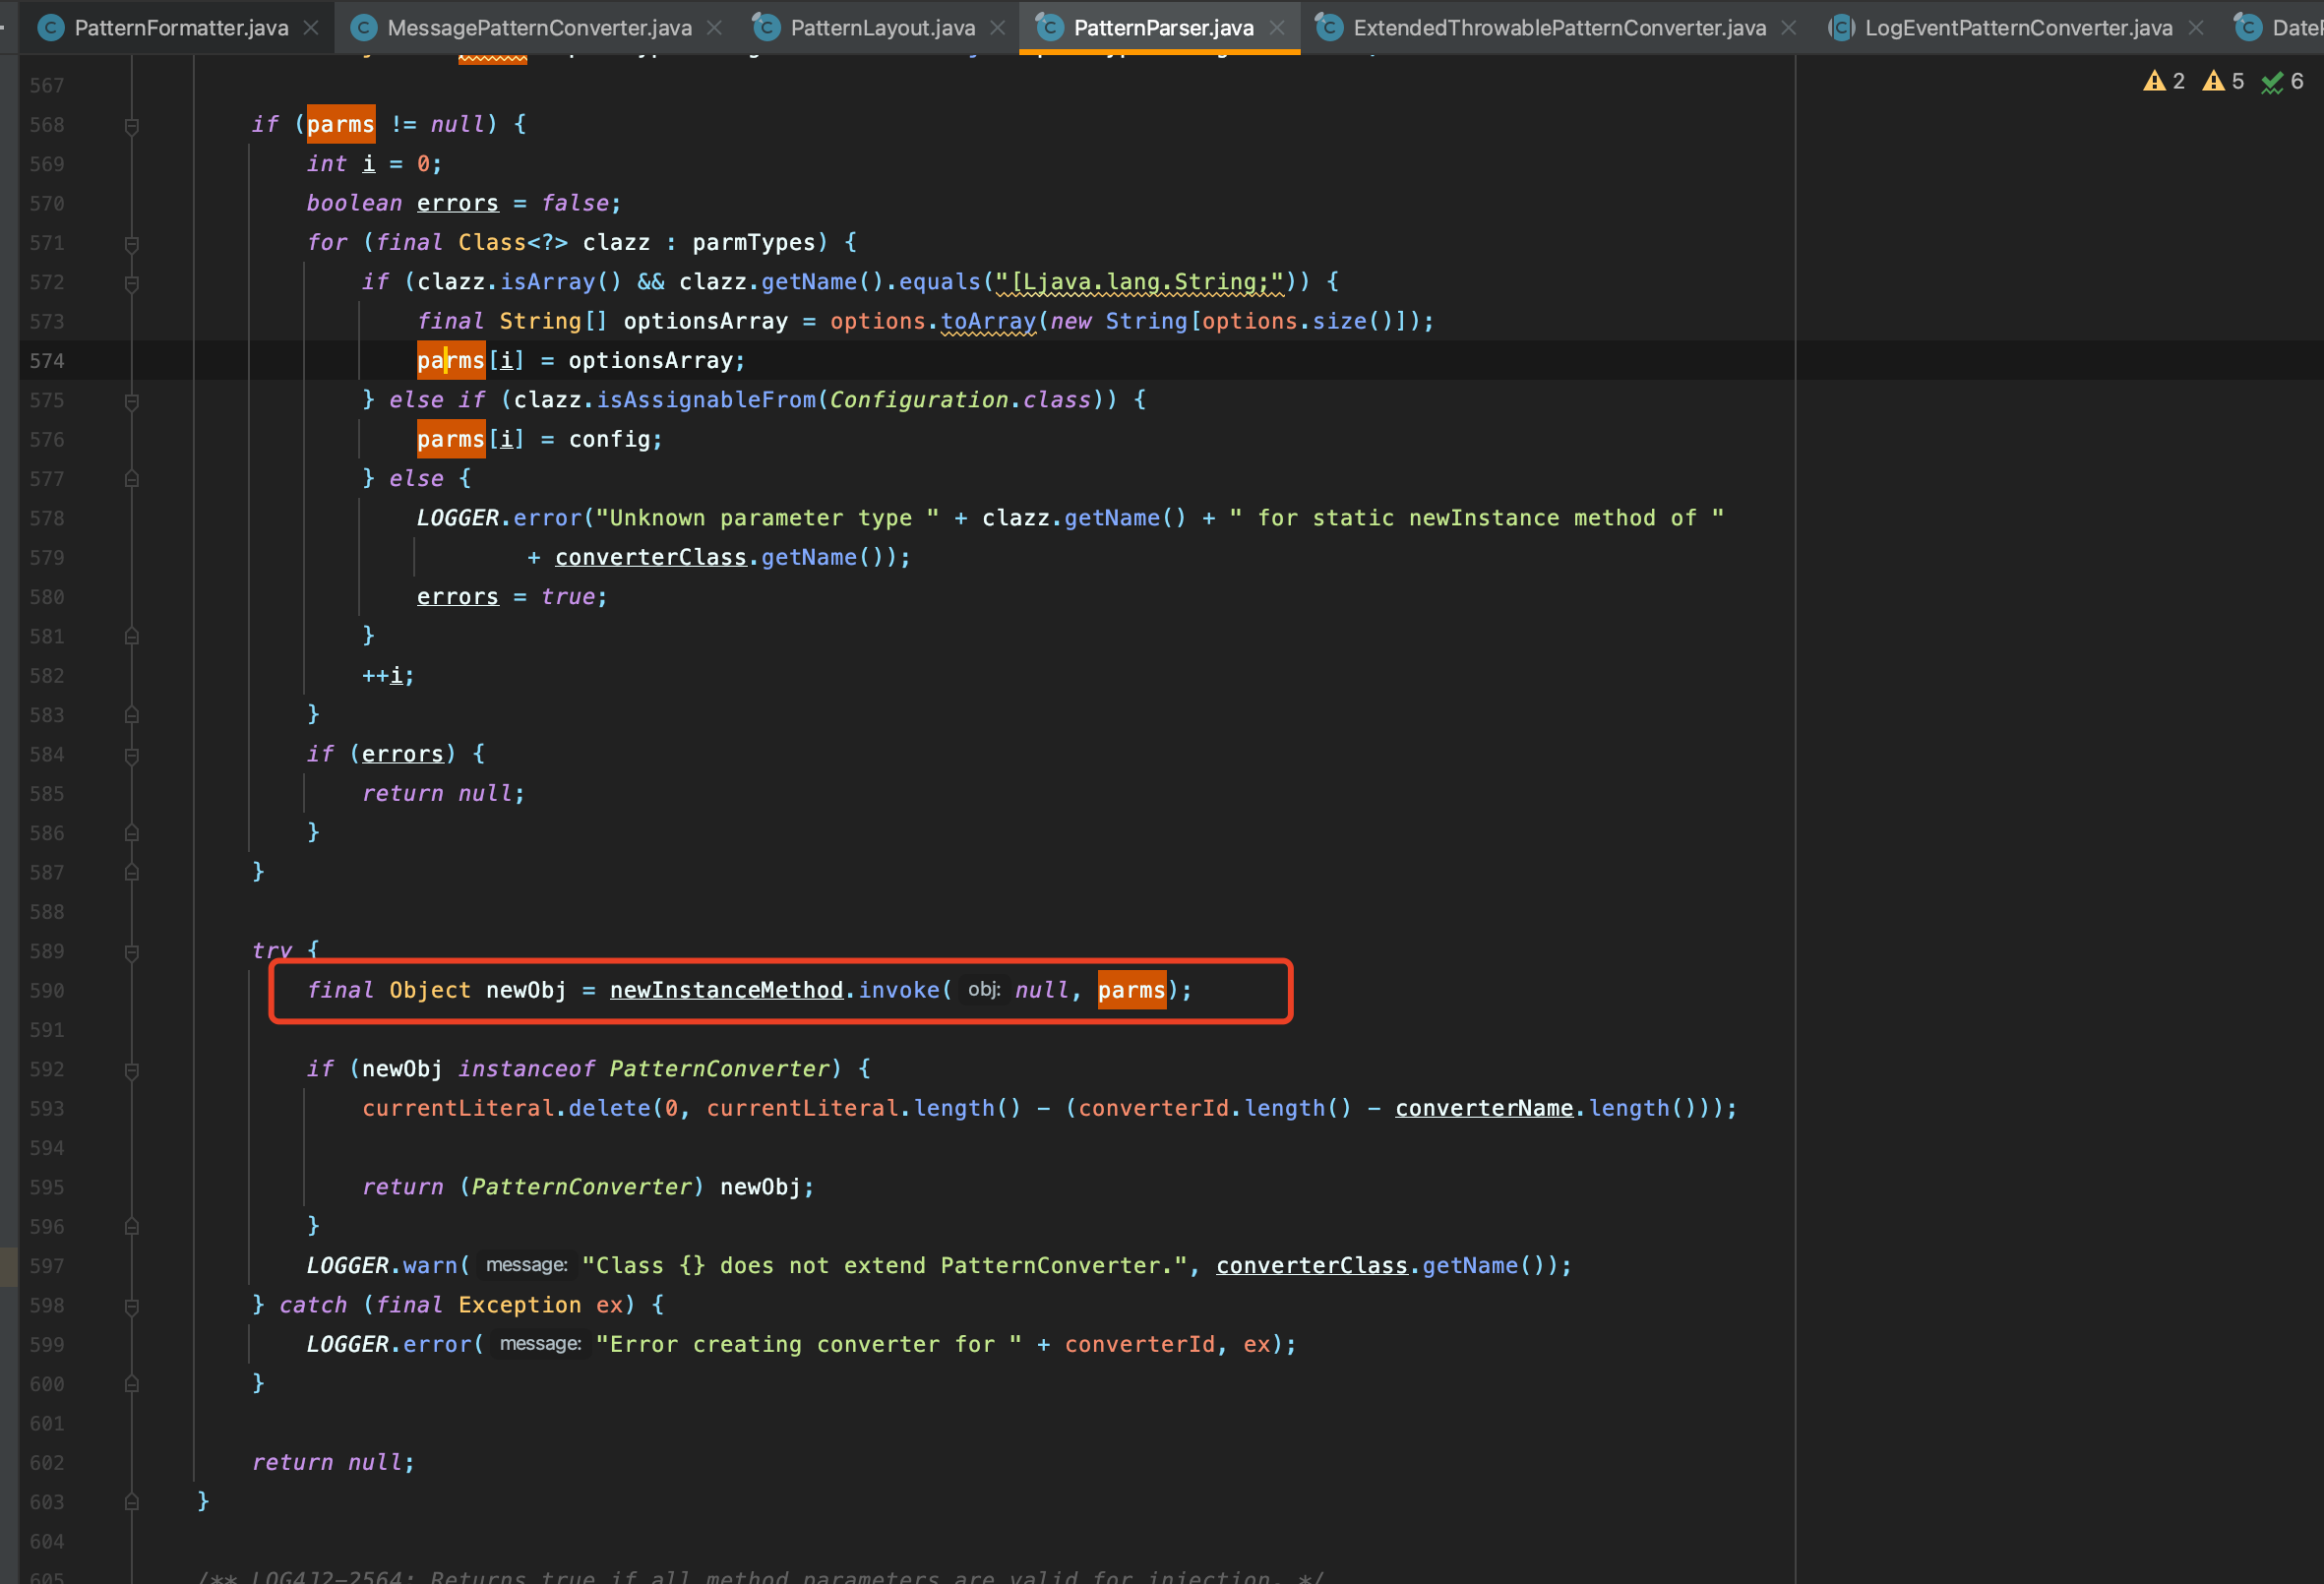 PatternFormatter.java MessagePatternConverter.java PatternLayout.java PatternParser.java ExtendedThrowablePatternConverter.java LogEventPatternConverter.java
2 5 6
567
568 if (parms != null) {
569 int i = 0;
570 boolean errors = false;
571 for (final Class<?> clazz : parmTypes) {
572 if (clazz.isArray() && clazz.getName().equals("[Ljava.lang.String;")) {
573 final String[] optionsArray = options.toArray(new String[options.size()]);
574 parms[i] = optionsArray;
575 } else if (clazz.isAssignableFrom(Configuration.class)) {
576 parms[i] = config;
577 } else {
578 LOGGER.error("Unknown parameter type " + clazz.getName() + " for static newInstance method of "
579 + converterClass.getName());
580 errors = true;
581 }
582 ++i;
583 }
584 if (errors) {
585 return null;
586 }
587 }
588
589 try {
590 final Object newObj = newInstanceMethod.invoke( obj: null, parms);
591
592 if (newObj instanceof PatternConverter) {
593 currentLiteral.delete(0, currentLiteral.length() - (converterId.length() - converterName.length()));
594
595 return (PatternConverter) newObj;
596 }
597 LOGGER.warn( message: "Class {} does not extend PatternConverter.", converterClass.getName());
598 } catch (final Exception ex) {
599 LOGGER.error( message: "Error creating converter for " + converterId, ex);
600 }
601
602 return null;
603 }
604
605 /** LOG4J2-2564: Returns true if all method parameters are valid for injection. */